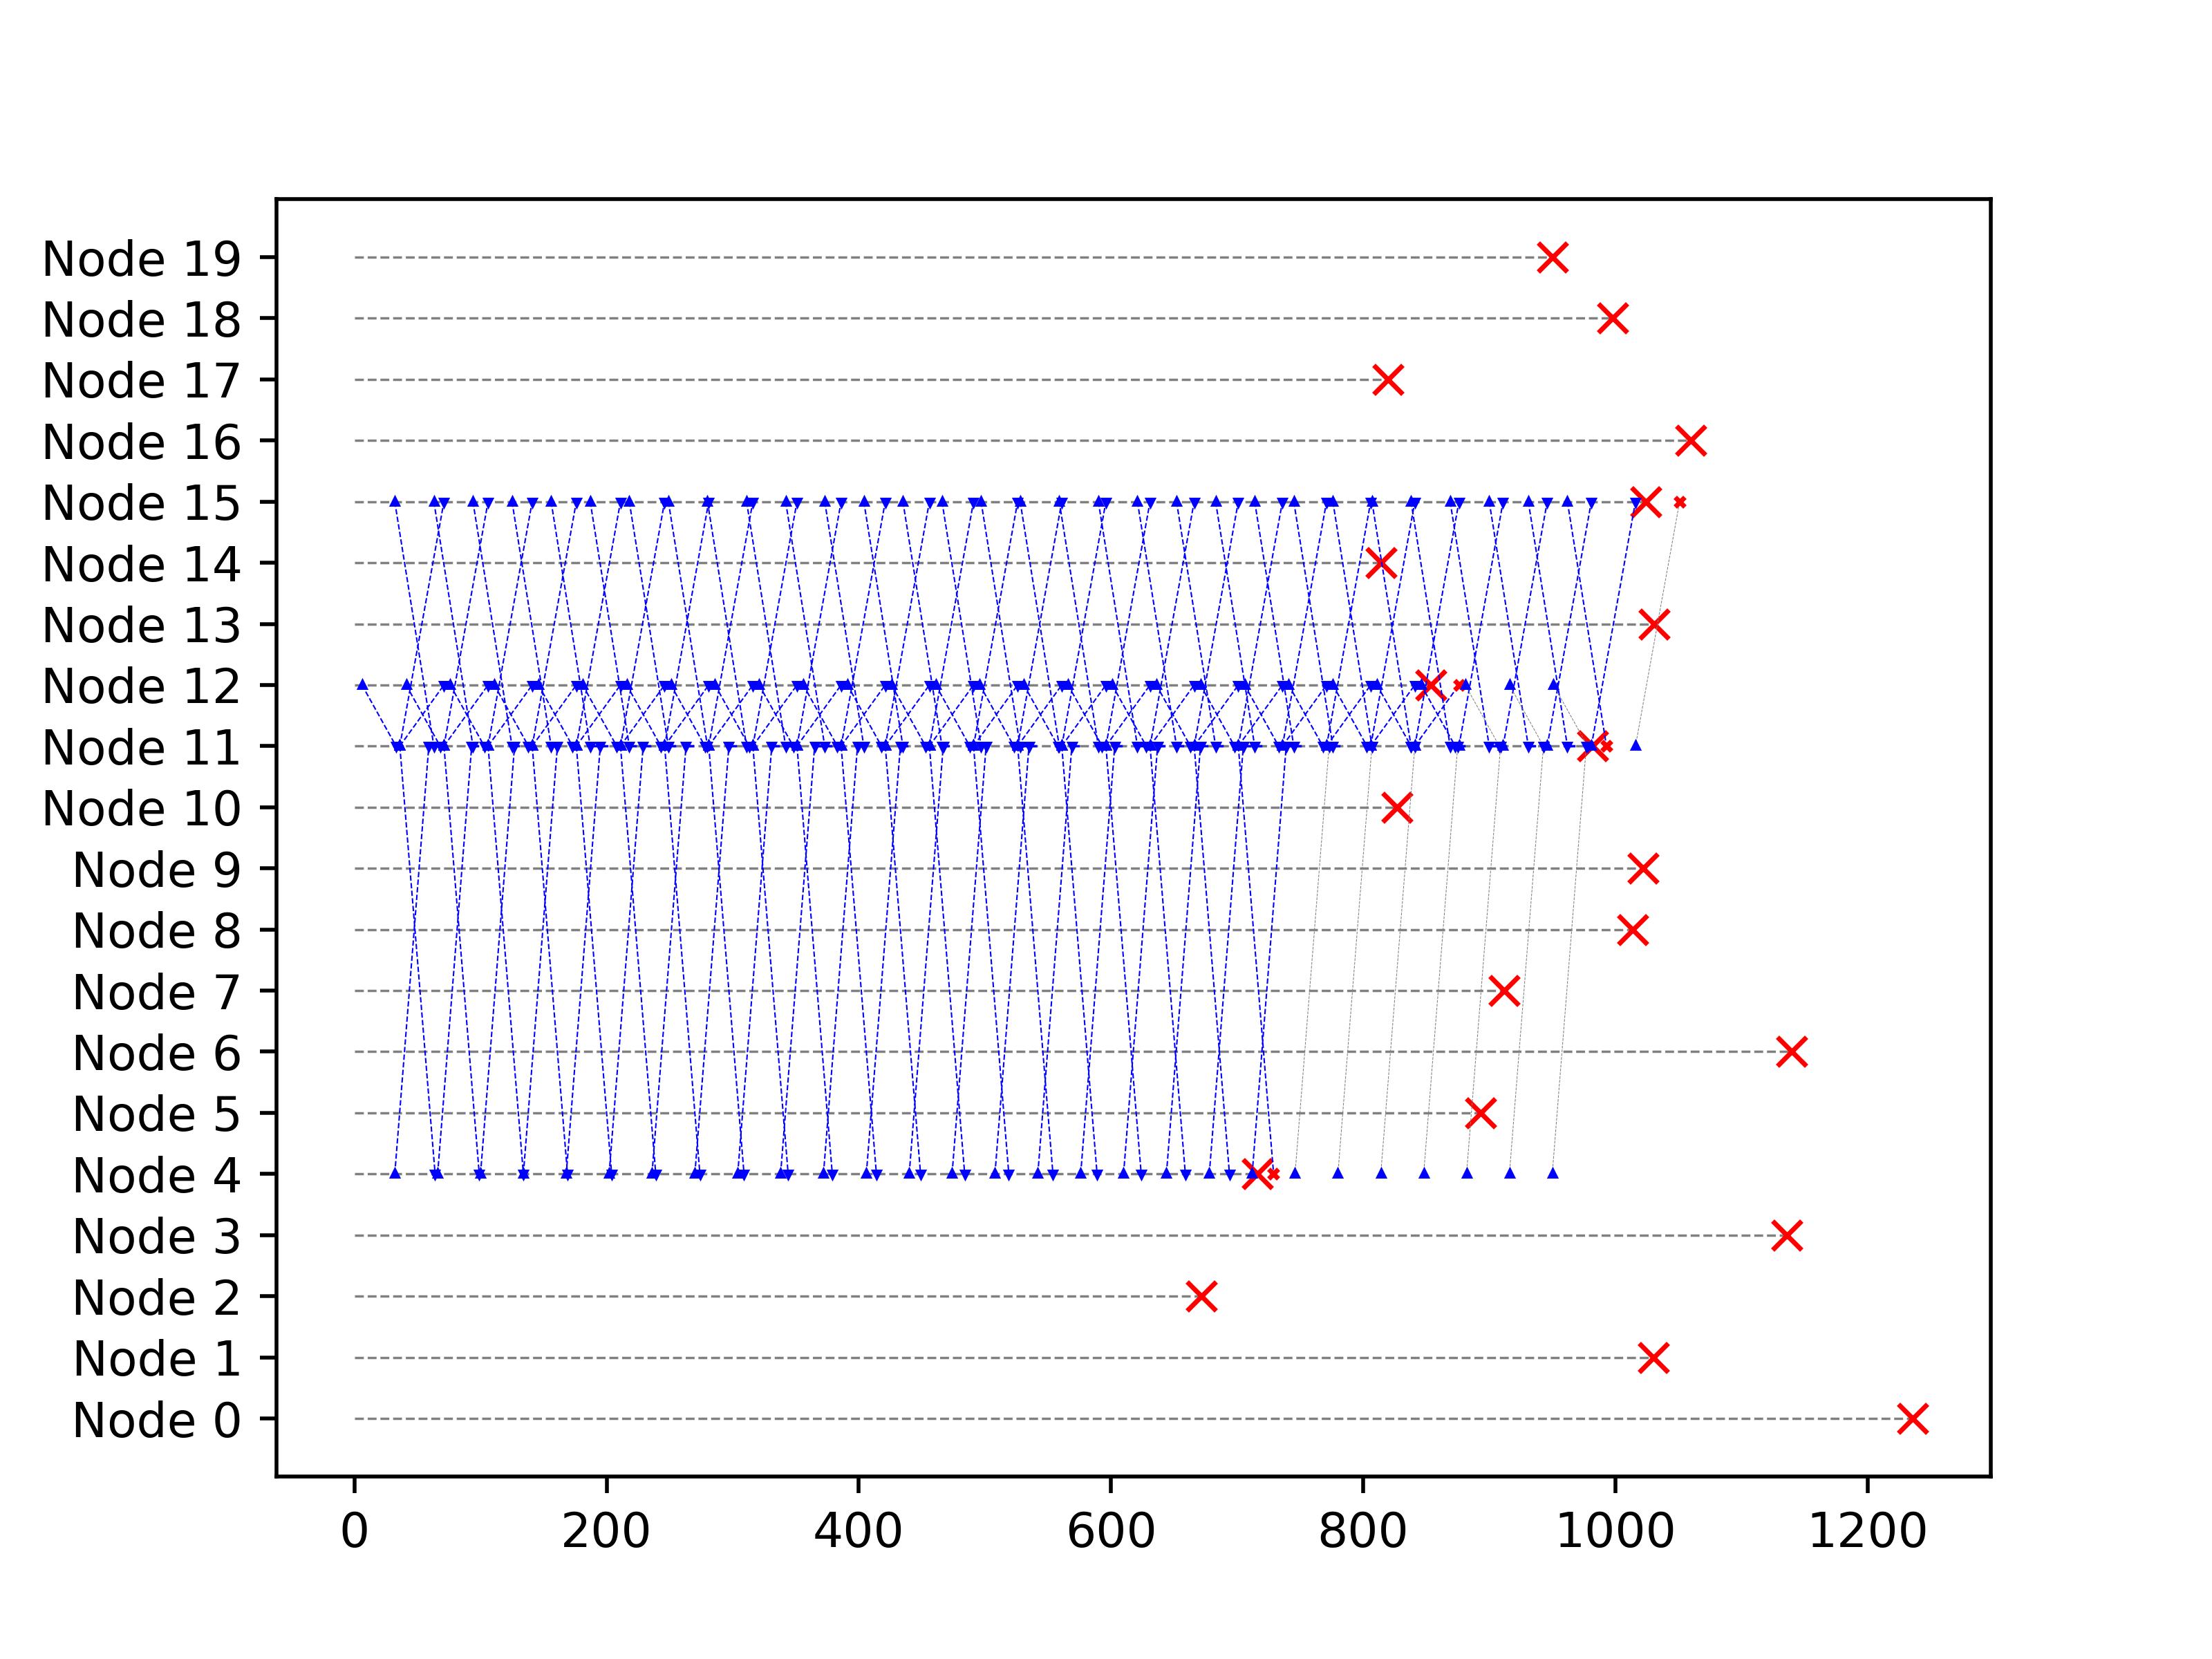 Node 19
Node 18
Node 17
Node 16
Node 15
Node 14
Node 13
Node 12
Node 11
Node 10
Node 9
Node 8
Node 7
Node 6
Node 5
Node 4
Node 3
Node 2
Node 1
Node 0
0 200 400 600 800 1000 1200